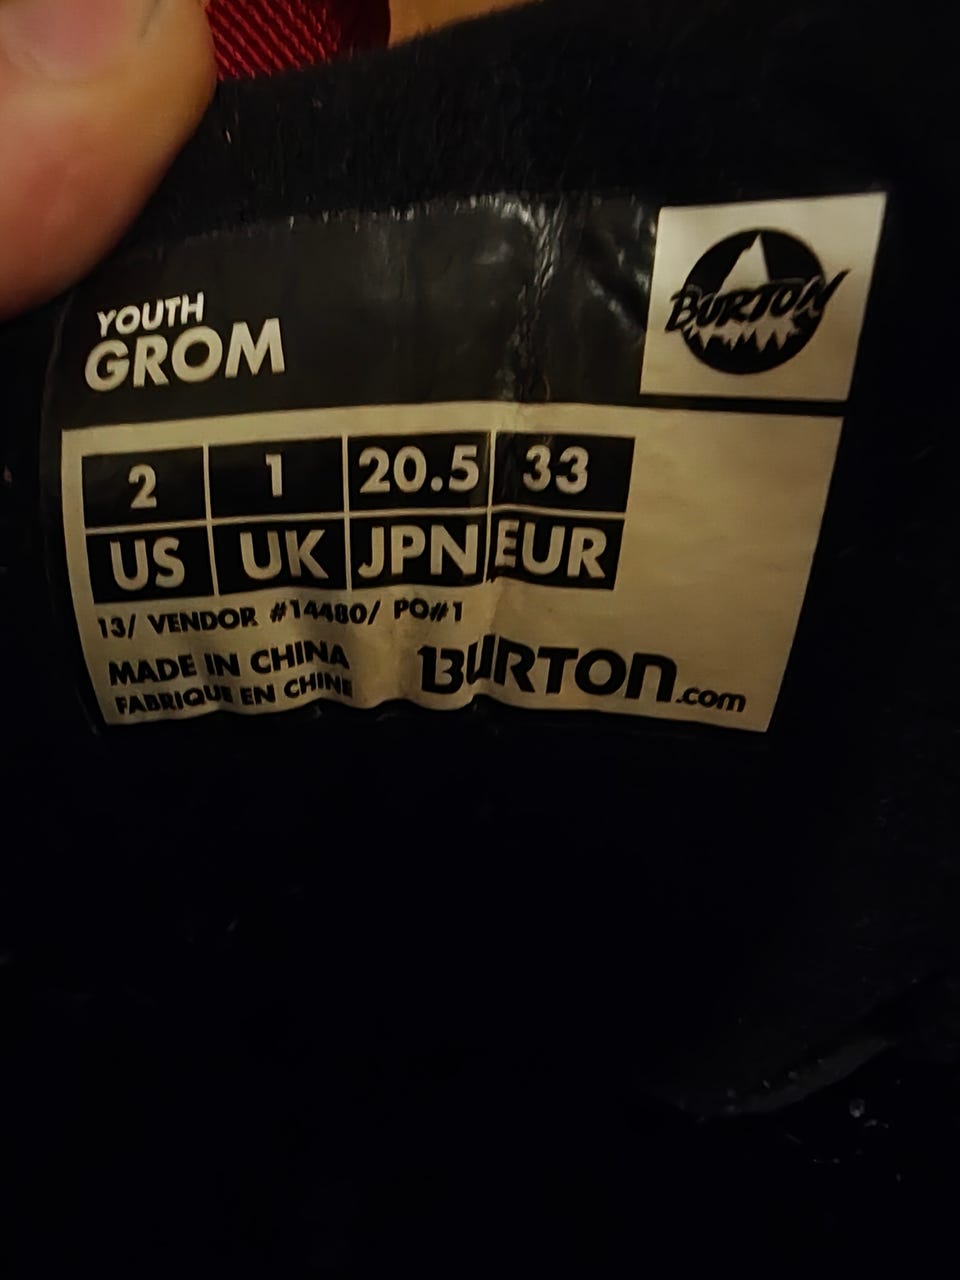 YOUTH
GROM
BURTON
2 1 20.5 33
US UK JPN EUR
13/ VENDOR #14480/ PO#1
MADE IN CHINA
FABRIQUE EN CHINE
BURTON.com